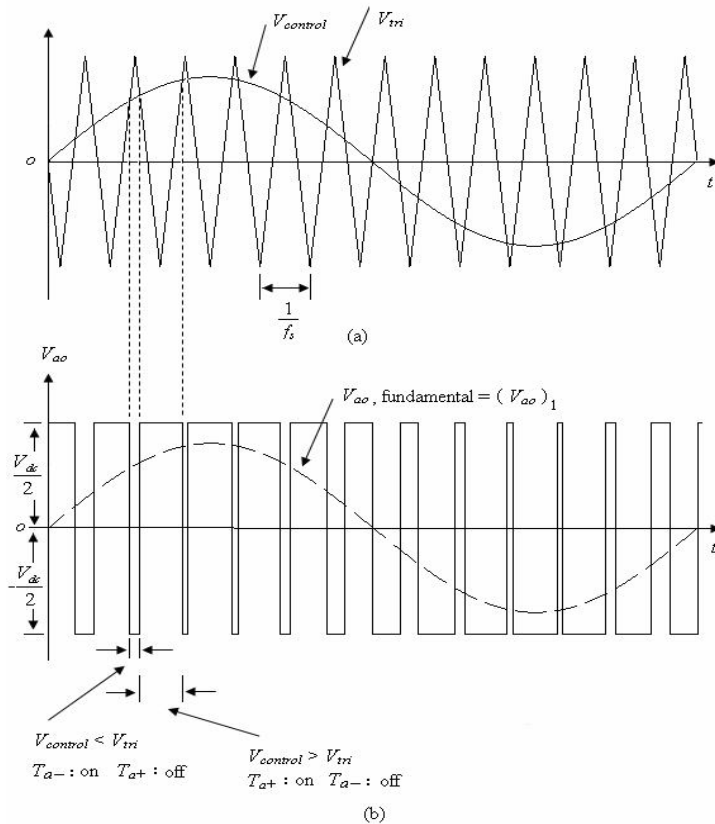 V_control V_tri
o
t
1
f_s
(a)
V_ao
V_ao , fundamental = ( V_ao )_1
V_dc
2
o
t
-V_dc
2
V_control < V_tri
T_a- : on T_a+ : off
V_control > V_tri
T_a+ : on T_a- : off
(b)